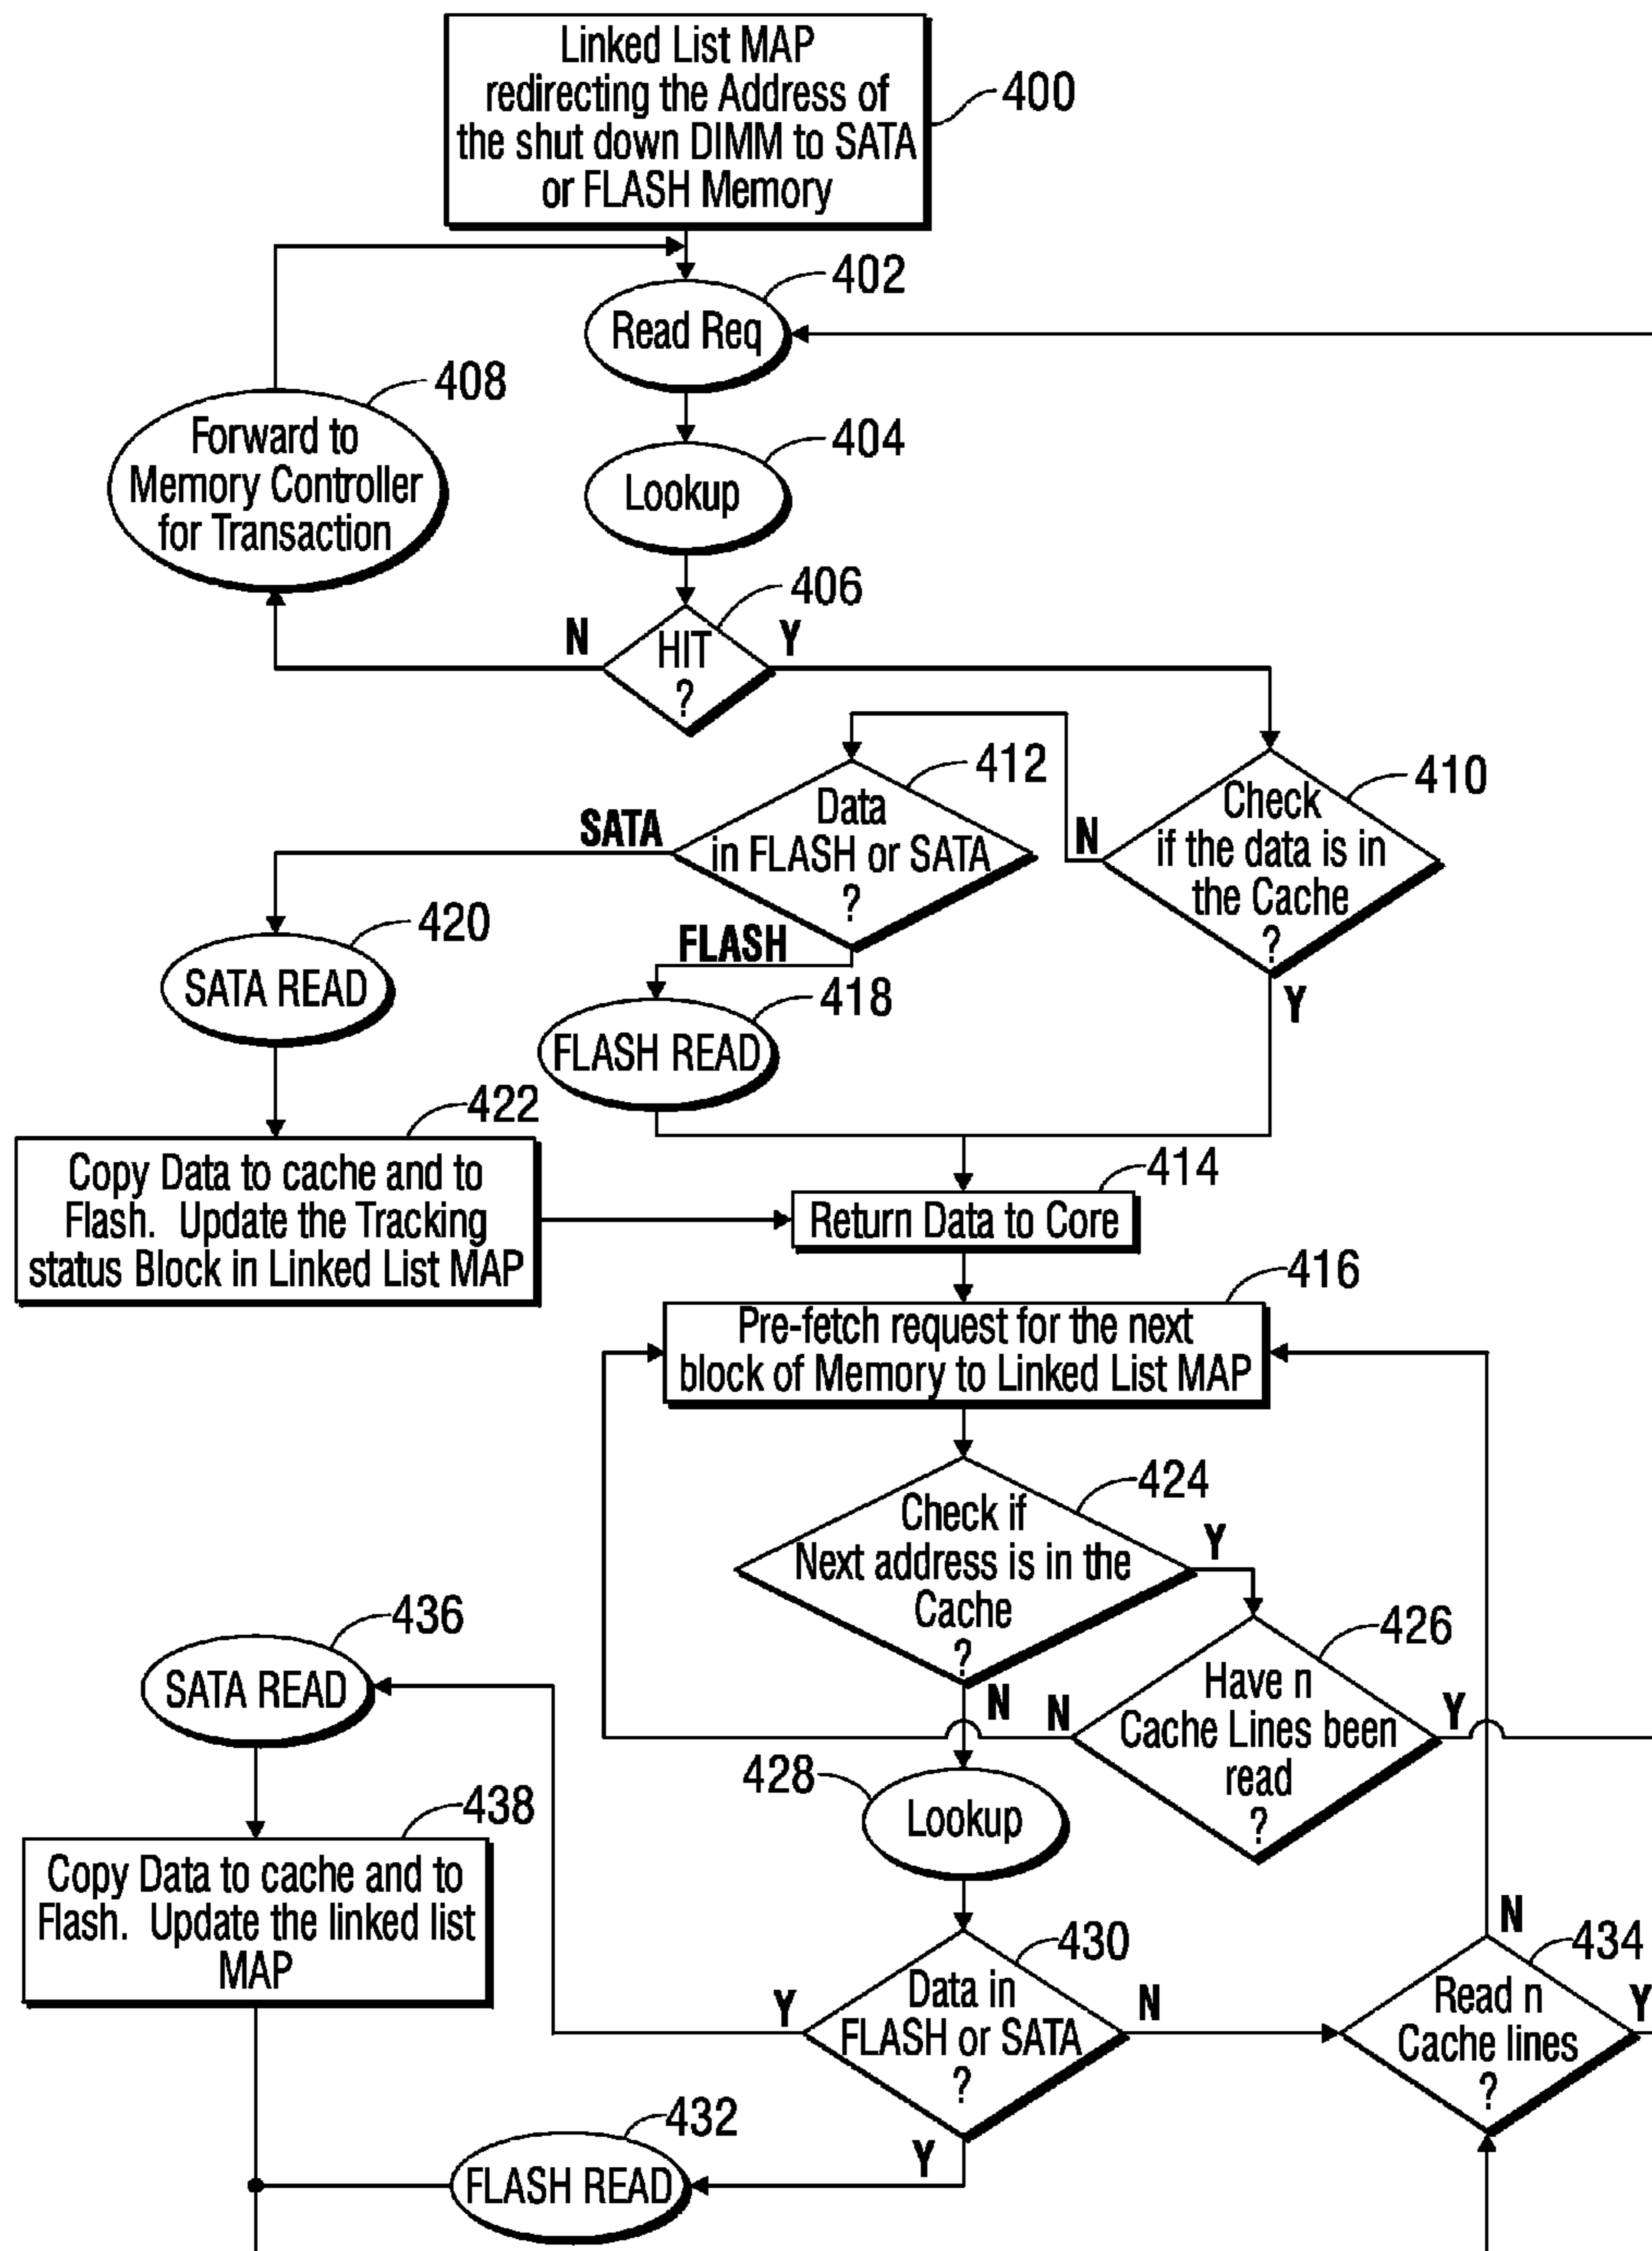 Linked List MAP
redirecting the Address of
the shut down DIMM to SATA
or FLASH Memory
400
402
Read Req
408
Forward to
Memory Controller
for Transaction
404
Lookup
406
N
HIT
?
Y
412
Data
in FLASH or SATA
?
SATA
FLASH
410
Check
if the data is in
the Cache
?
N
Y
420
SATA READ
418
FLASH READ
422
Copy Data to cache and to
Flash. Update the Tracking
status Block in Linked List MAP
414
Return Data to Core
416
Pre-fetch request for the next
block of Memory to Linked List MAP
424
Check if
Next address is in the
Cache
?
Y
N
426
Have n
Cache Lines been
read
?
N
Y
436
SATA READ
428
Lookup
438
Copy Data to cache and to
Flash. Update the linked list
MAP
430
Data in
FLASH or SATA
?
Y
N
Y
434
Read n
Cache lines
?
N
Y
432
FLASH READ